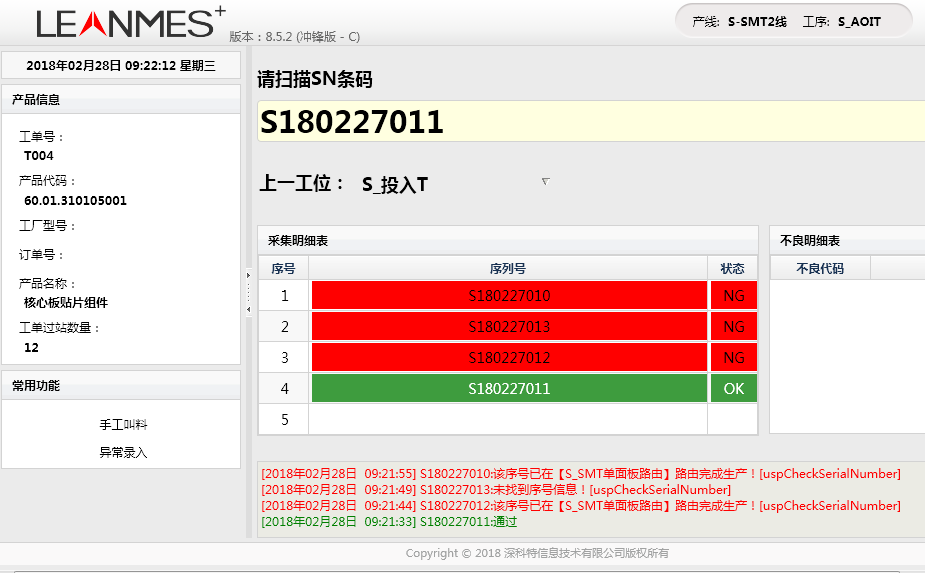 LEANMES+
版本：8.5.2 (冲锋版 - C)
产线: S-SMT2线 工序: S_AOIT
2018年02月28日 09:22:12 星期三
产品信息
工单号：
T004
产品代码：
60.01.310105001
工厂型号：
订单号：
产品名称：
核心板贴片组件
工单过站数量：
12
常用功能
手工叫料
异常录入
请扫描SN条码
S180227011
上一工位： S_投入T
采集明细表
序号 序列号 状态
1 S180227010 NG
2 S180227013 NG
3 S180227012 NG
4 S180227011 OK
5
不良明细表
不良代码
[2018年02月28日 09:21:55] S180227010:该序号已在【S_SMT单面板路由】路由完成生产！[uspCheckSerialNumber]
[2018年02月28日 09:21:49] S180227013:未找到序号信息！[uspCheckSerialNumber]
[2018年02月28日 09:21:44] S180227012:该序号已在【S_SMT单面板路由】路由完成生产！[uspCheckSerialNumber]
[2018年02月28日 09:21:33] S180227011:通过
Copyright © 2018 深科特信息技术有限公司版权所有